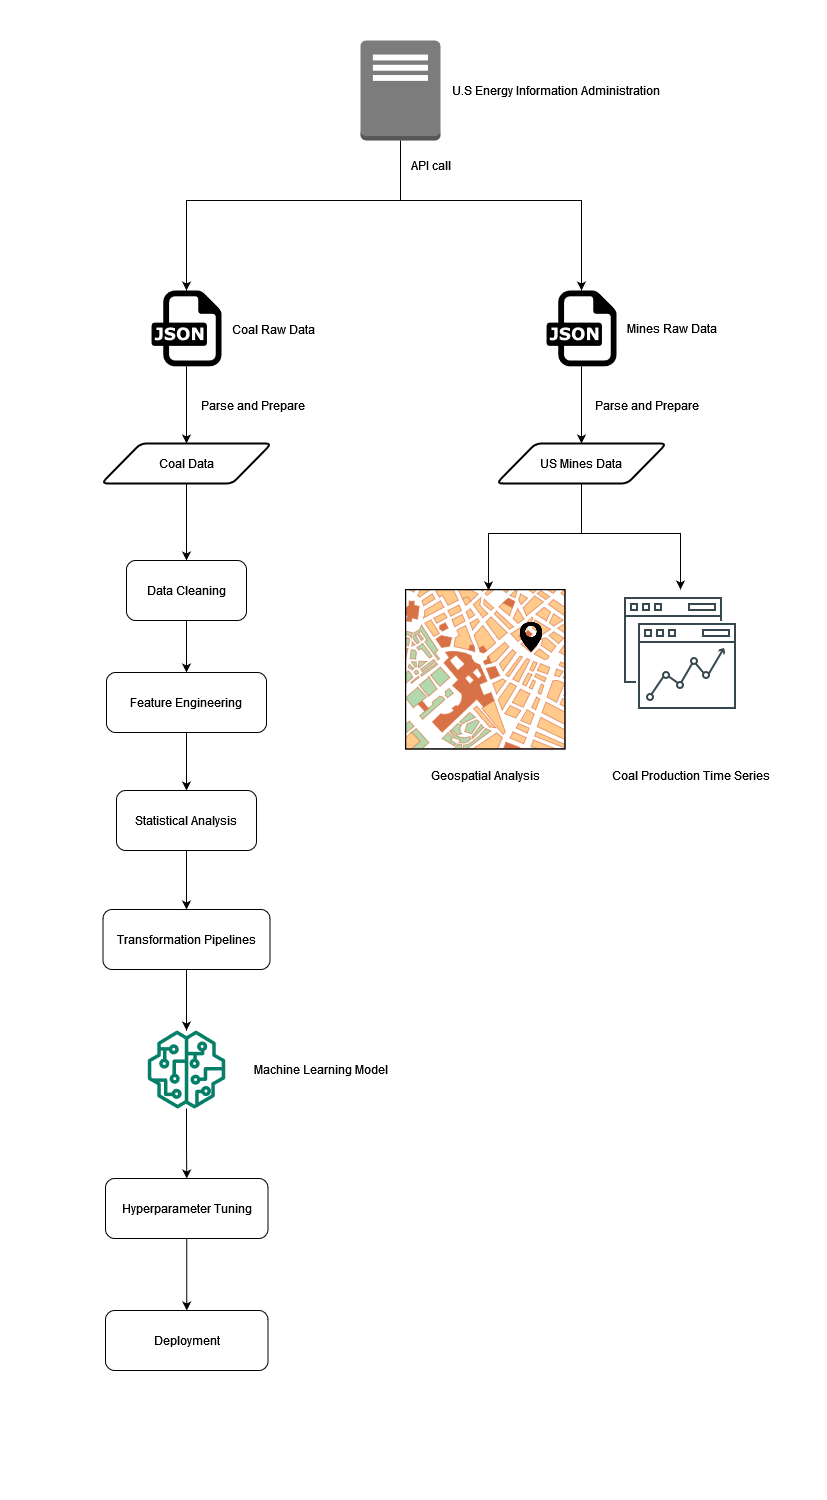 U.S Energy Information Administration
API call
JSON
Coal Raw Data
JSON
Mines Raw Data
Parse and Prepare
Parse and Prepare
Coal Data
US Mines Data
Data Cleaning
Feature Engineering
Geospatial Analysis
Coal Production Time Series
Statistical Analysis
Transformation Pipelines
Machine Learning Model
Hyperparameter Tuning
Deployment